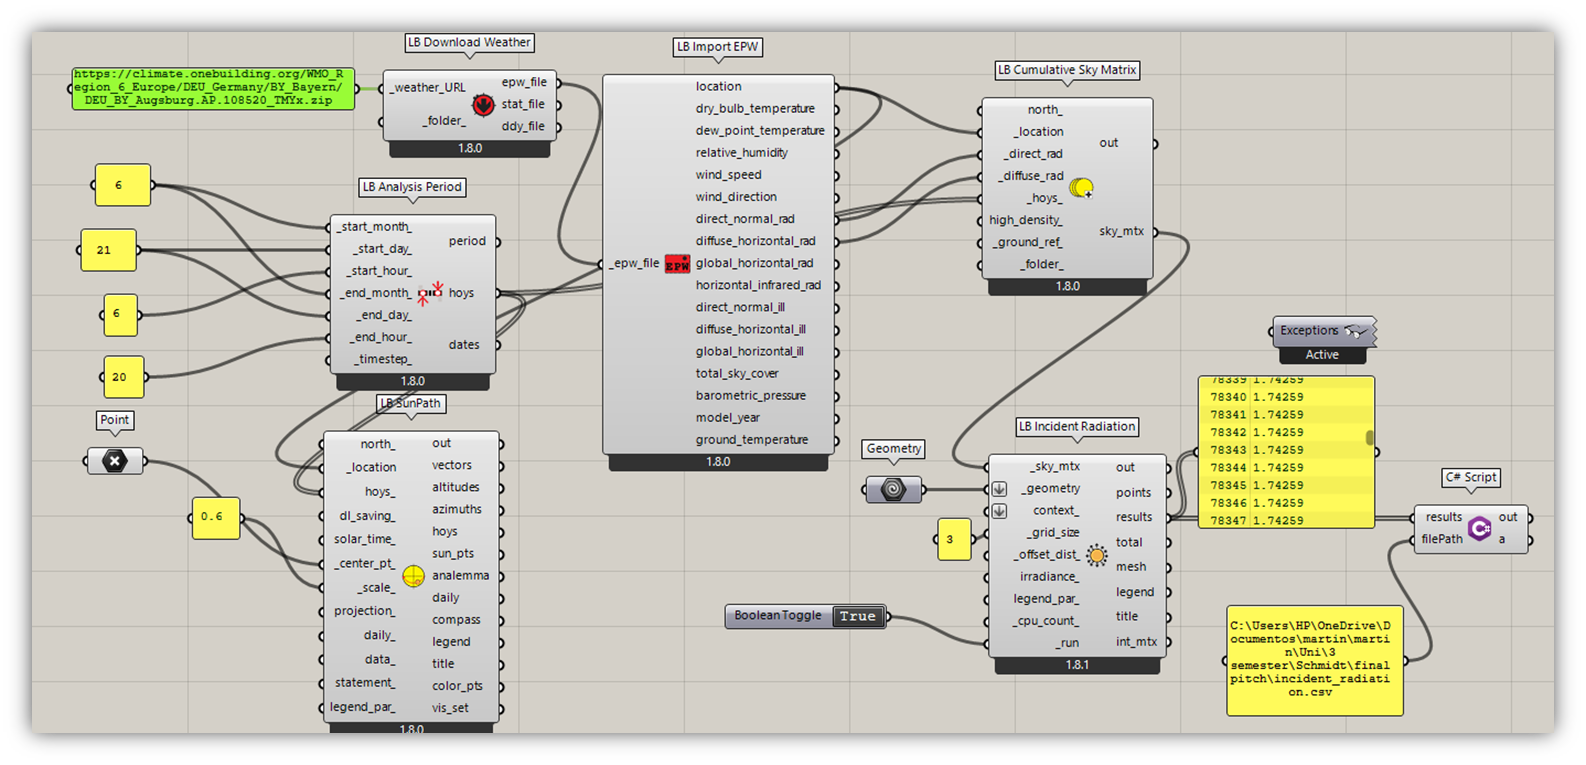 LB Download Weather
https://climate.onebuilding.org/WMO_R
egion_6_Europe/DEU_Germany/BY_Bayern/
DEU_BY_Augsburg.AP.108520_TMYx.zip
_weather_URL
_folder_
epw_file
stat_file
ddy_file
1.8.0
LB Import EPW
_epw_file
EPW
location
dry_bulb_temperature
dew_point_temperature
relative_humidity
wind_speed
wind_direction
direct_normal_rad
diffuse_horizontal_rad
global_horizontal_rad
horizontal_infrared_rad
direct_normal_ill
diffuse_horizontal_ill
global_horizontal_ill
total_sky_cover
barometric_pressure
model_year
ground_temperature
1.8.0
LB Cumulative Sky Matrix
north_
_location
_direct_rad
_diffuse_rad
_hoys_
high_density_
_ground_ref_
_folder_
out
sky_mtx
1.8.0
6
21
6
20
LB Analysis Period
_start_month_
_start_day_
_start_hour_
_end_month_
_end_day_
_end_hour_
_timestep_
period
hoys
dates
1.8.0
Point
0.6
LB SunPath
north_
_location
hoys_
dl_saving_
solar_time_
_center_pt_
_scale_
projection_
daily_
data_
statement_
legend_par_
out
vectors
altitudes
azimuths
hoys
sun_pts
analemma
daily
compass
legend
title
color_pts
vis_set
1.8.0
Geometry
3
Boolean Toggle
True
LB Incident Radiation
_sky_mtx
_geometry
context_
_grid_size
_offset_dist_
irradiance_
legend_par_
_cpu_count_
_run
out
points
results
total
mesh
legend
title
int_mtx
1.8.1
Exceptions
Active
78339 1.74259
78340 1.74259
78341 1.74259
78342 1.74259
78343 1.74259
78344 1.74259
78345 1.74259
78346 1.74259
78347 1.74259
C# Script
results
filePath
C#
out
a
C:\Users\HP\OneDrive\D
ocumentos\martin\marti
n\Uni\3
semester\Schmidt\final
pitch\incident_radiati
on.csv